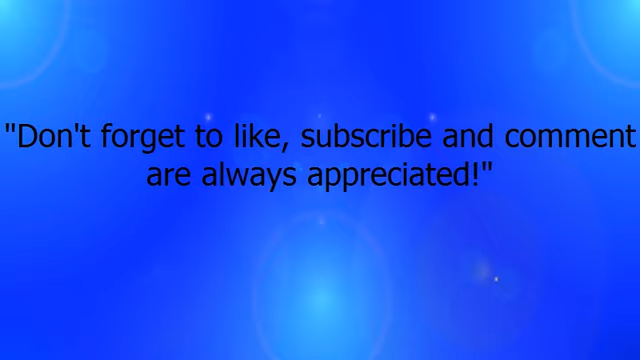 "Don't forget to like, subscribe and comment
are always appreciated!"